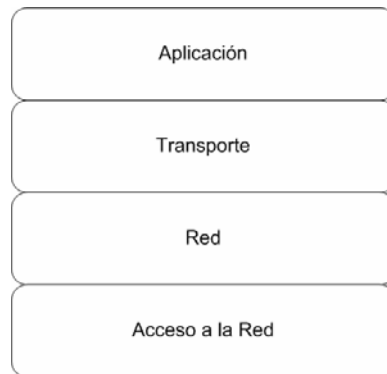 Aplicación
Transporte
Red
Acceso a la Red